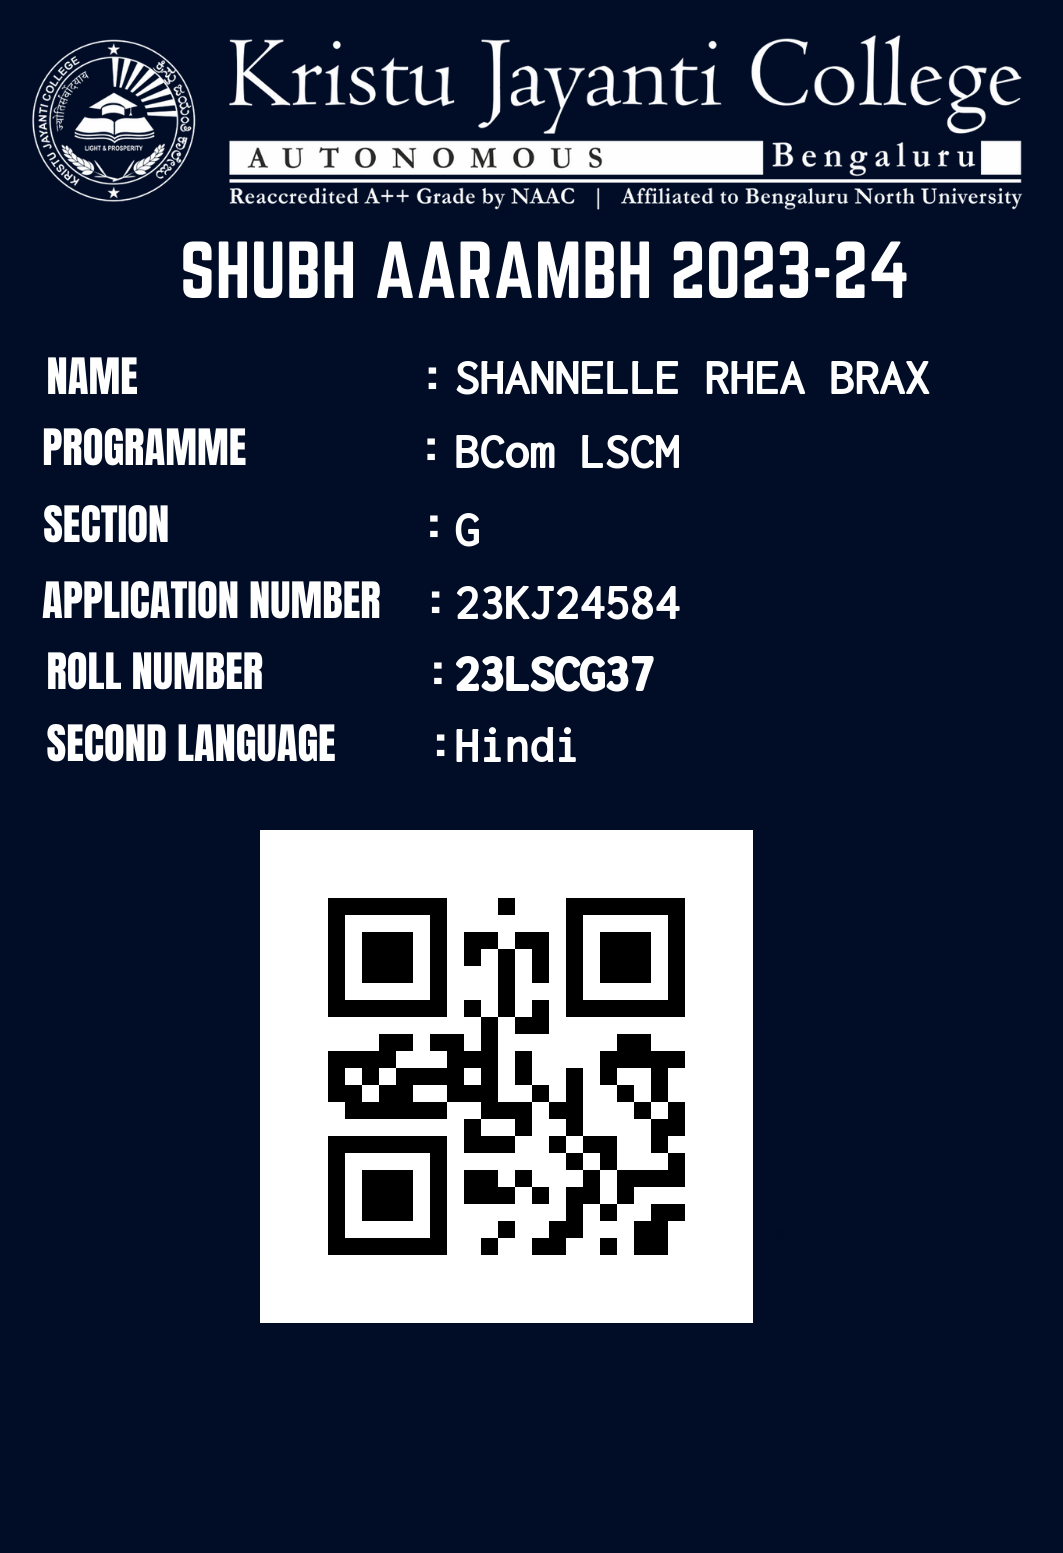 Kristu Jayanti College
AUTONOMOUS Bengaluru
Reaccredited A++ Grade by NAAC | Affiliated to Bengaluru North University
KRISTU JAYANTI COLLEGE
LIGHT & PROSPERITY
SHUBH AARAMBH 2023-24
NAME : SHANNELLE RHEA BRAX
PROGRAMME : BCom LSCM
SECTION : G
APPLICATION NUMBER : 23KJ24584
ROLL NUMBER : 23LSCG37
SECOND LANGUAGE : Hindi